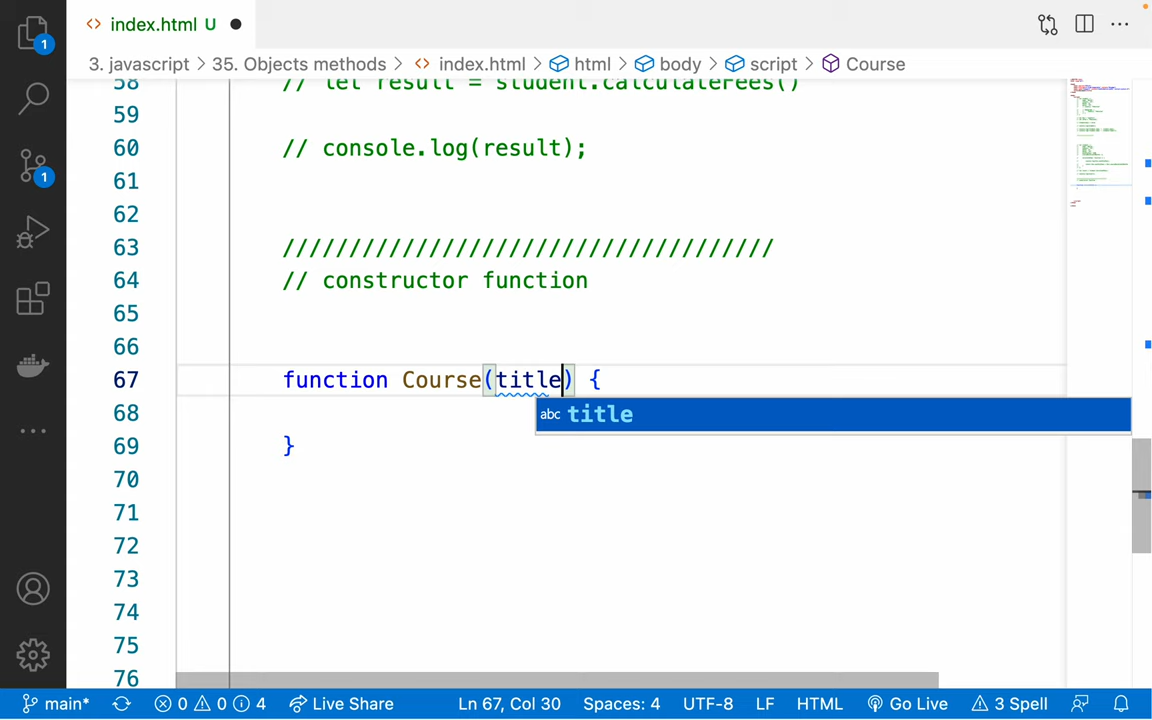 1
<> index.html U
3. javascript > 35. Objects methods > <> index.html > html > body > script > Course
58 // let result = student.calculateFees()
59
60 // console.log(result);
61
62
63 /////////////////////////////////////
64 // constructor function
65
66
67 function Course(title) {
abc title
68
69 }
70
71
72
73
74
75
76
1
main* 0 0 4 Live Share Ln 67, Col 30 Spaces: 4 UTF-8 LF HTML Go Live 3 Spell